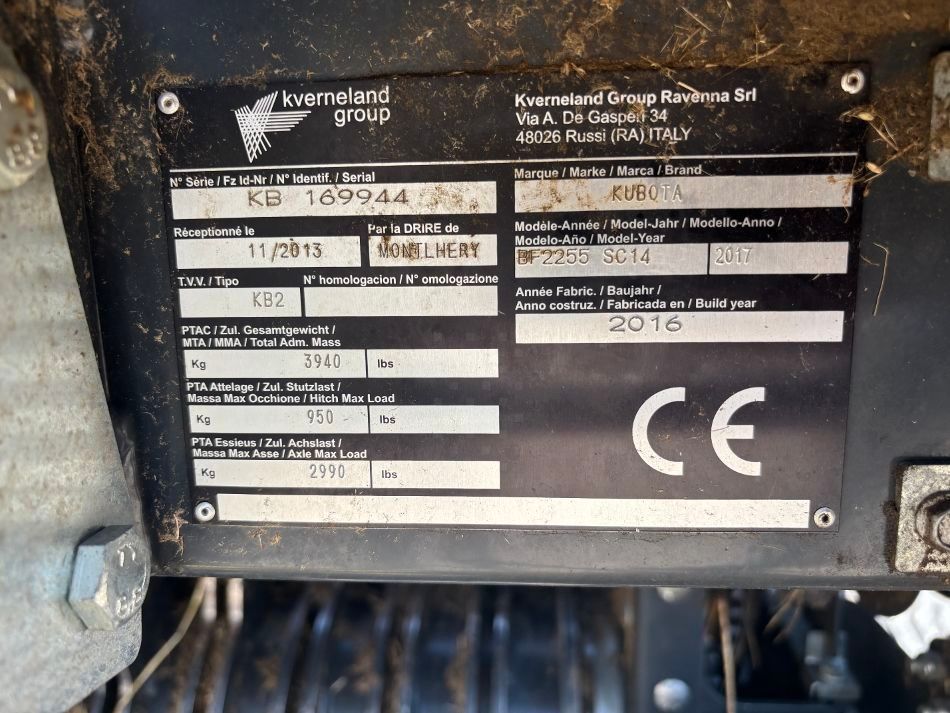 kverneland
group
Kverneland Group Ravenna Srl
Via A. De Gasperi 34
48026 Russi (RA) ITALY
N° Série / Fz Id-Nr / N° Identif. / Serial
KB 169944
Marque / Marke / Marca / Brand
KUBOTA
Réceptionné le
11/2013
Par la DRIRE de
MONTLHERY
Modèle-Année / Model-Jahr / Modello-Anno /
Modelo-Año / Model-Year
BF2255 SC14
2017
T.V.V. / Tipo
KB2
N° homologacion / N° omologazione
Année Fabric. / Baujahr /
Anno costruz. / Fabricada en / Build year
2016
PTAC / Zul. Gesamtgewicht /
MTA / MMA / Total Adm. Mass
Kg 3940 lbs
PTA Attelage / Zul. Stutzlast /
Massa Max Occhione / Hitch Max Load
Kg 950 lbs
PTA Essieus / Zul. Achslast /
Massa Max Asse / Axle Max Load
Kg 2990 lbs
CE